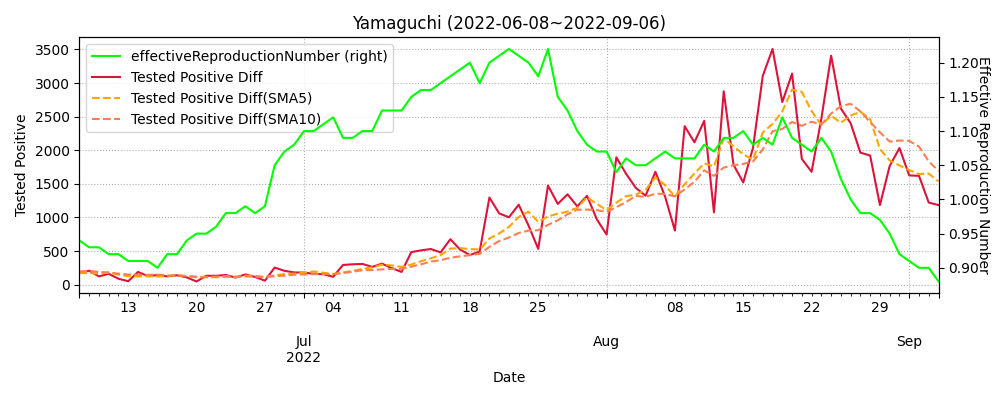 Yamaguchi (2022-06-08~2022-09-06)
effectiveReproductionNumber (right)
Tested Positive Diff
Tested Positive Diff(SMA5)
Tested Positive Diff(SMA10)
Tested Positive
3500
3000
2500
2000
1500
1000
500
0
1.20
1.15
1.10
1.05
1.00
0.95
0.90
Effective Reproduction Number
13 20 27 04 11 18 25 08 15 22 29
Jul Aug Sep
2022
Date